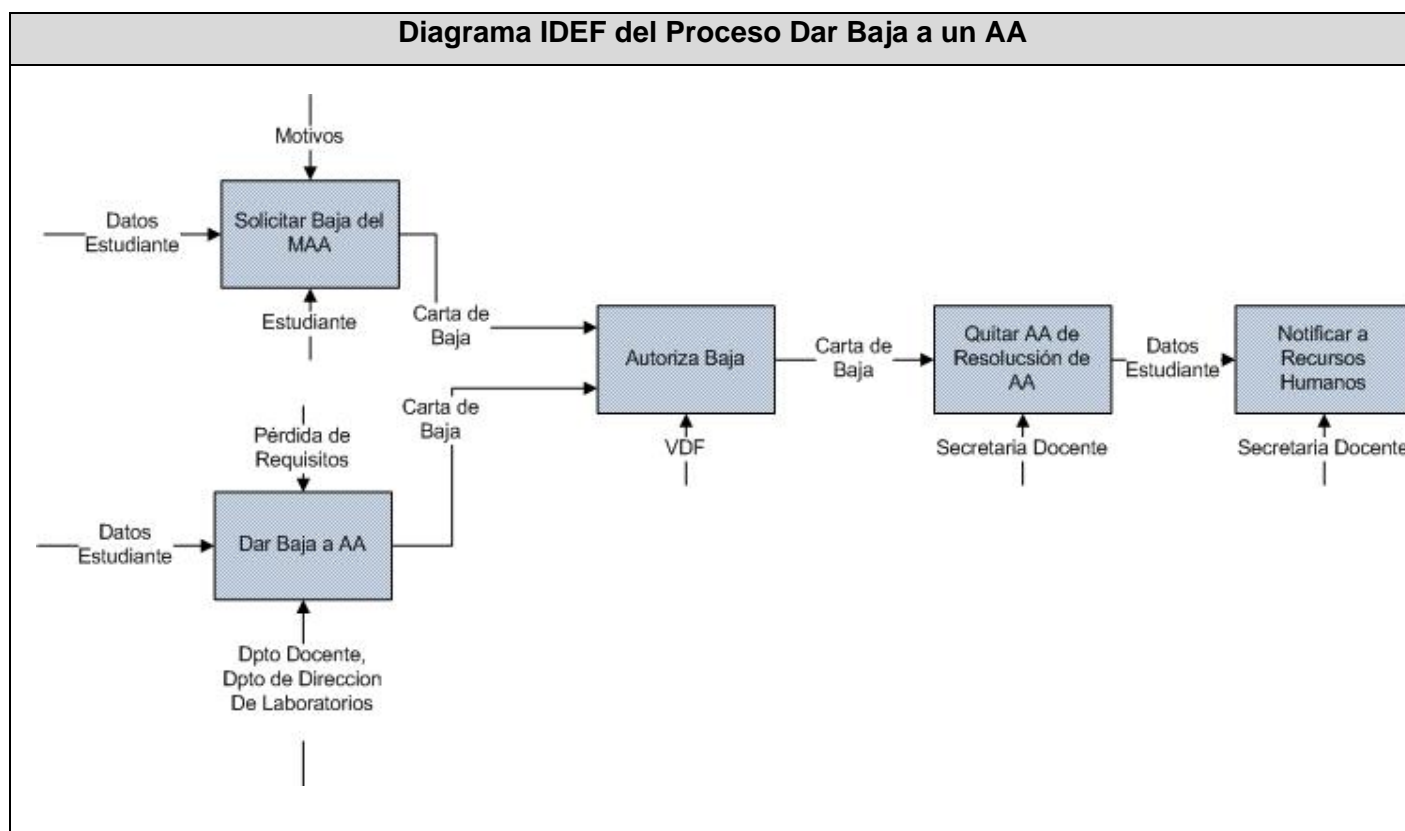 Diagrama IDEF del Proceso Dar Baja a un AA
Motivos
Datos
Estudiante
Solicitar Baja del
MAA
Estudiante
Carta de
Baja
Pérdida de
Requisitos
Datos
Estudiante
Dar Baja a AA
Dpto Docente,
Dpto de Direccion
De Laboratorios
Carta de
Baja
Autoriza Baja
VDF
Carta de
Baja
Quitar AA de
Resolucsión de
AA
Secretaria Docente
Datos
Estudiante
Notificar a
Recursos
Humanos
Secretaria Docente